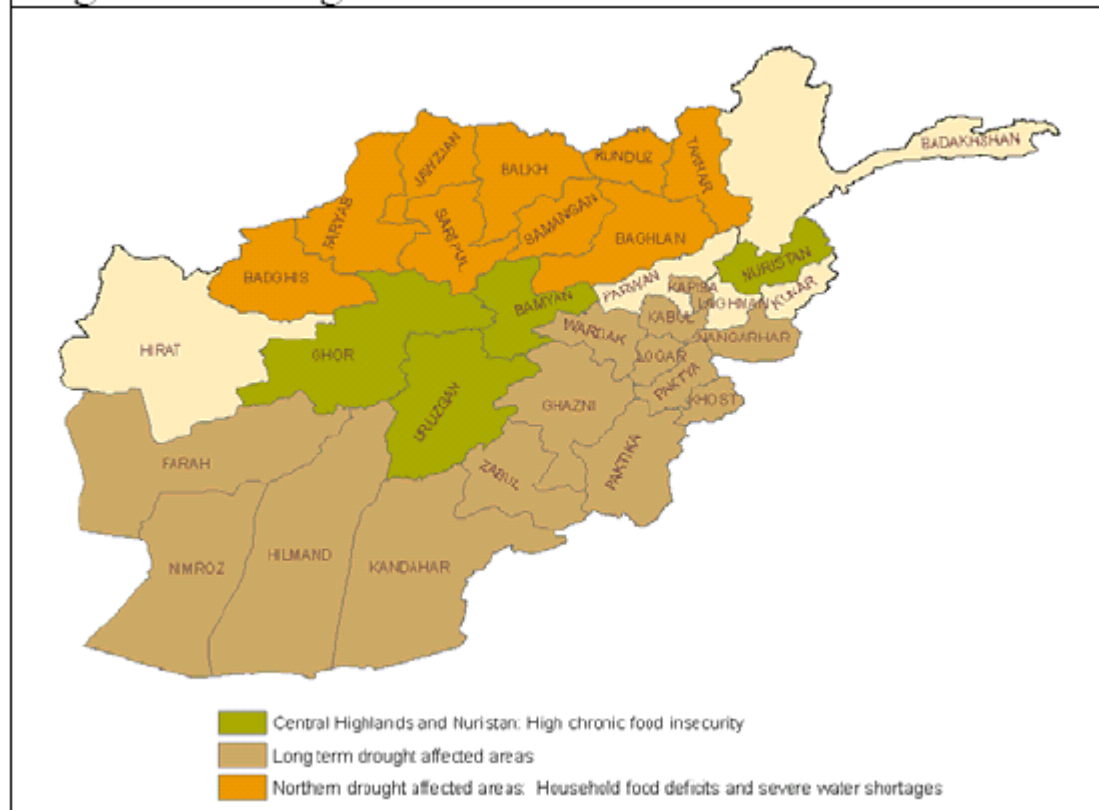 BADAKHSHAN
JAWZJAN
BALKH
KUNDUZ
TAKHAR
FARYAB
SARI PUL
SAMANGAN
BAGHLAN
BADGHIS
NURISTAN
PARWAN
KAPISA
LAGHMAN
KUNAR
BAMYAN
KABUL
WARDAK
NANGARHAR
HIRAT
GHOR
LOGAR
PAKTYA
KHOST
GHAZNI
URUZGAN
PAKTIKA
ZABUL
FARAH
NIMROZ
HILMAND
KANDAHAR
Central Highlands and Nuristan: High chronic food insecurity
Long term drought affected areas
Northern drought affected areas: Household food deficits and severe water shortages